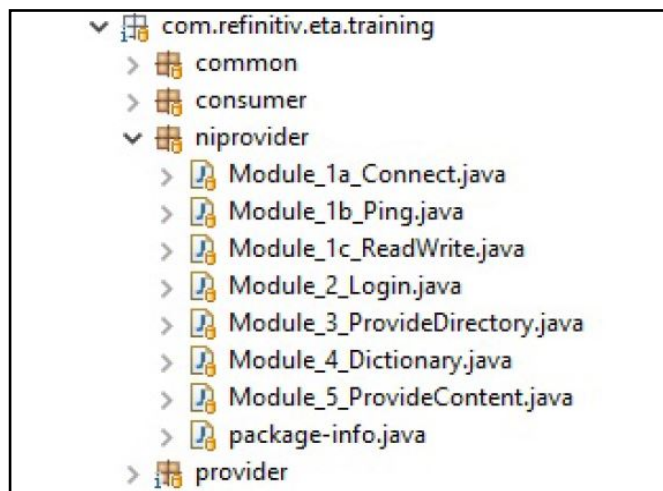 com.refinitiv.eta.training
common
consumer
niprovider
Module_1a_Connect.java
Module_1b_Ping.java
Module_1c_ReadWrite.java
Module_2_Login.java
Module_3_ProvideDirectory.java
Module_4_Dictionary.java
Module_5_ProvideContent.java
package-info.java
provider